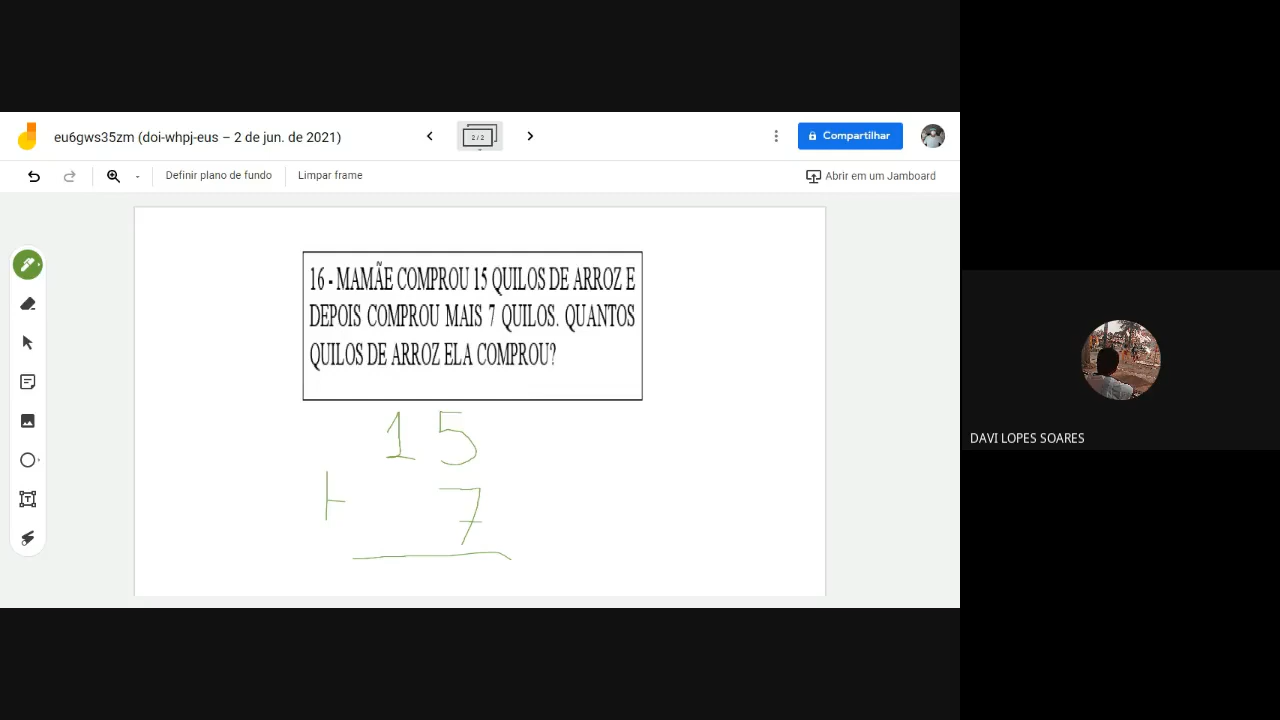 eu6gws35zm (doi-whpj-eus – 2 de jun. de 2021)
2 / 2
Compartilhar
Definir plano de fundo
Limpar frame
Abrir em um Jamboard
16 - MAMÃE COMPROU 15 QUILOS DE ARROZ E
DEPOIS COMPROU MAIS 7 QUILOS. QUANTOS
QUILOS DE ARROZ ELA COMPROU?
15
+ 7
DAVI LOPES SOARES